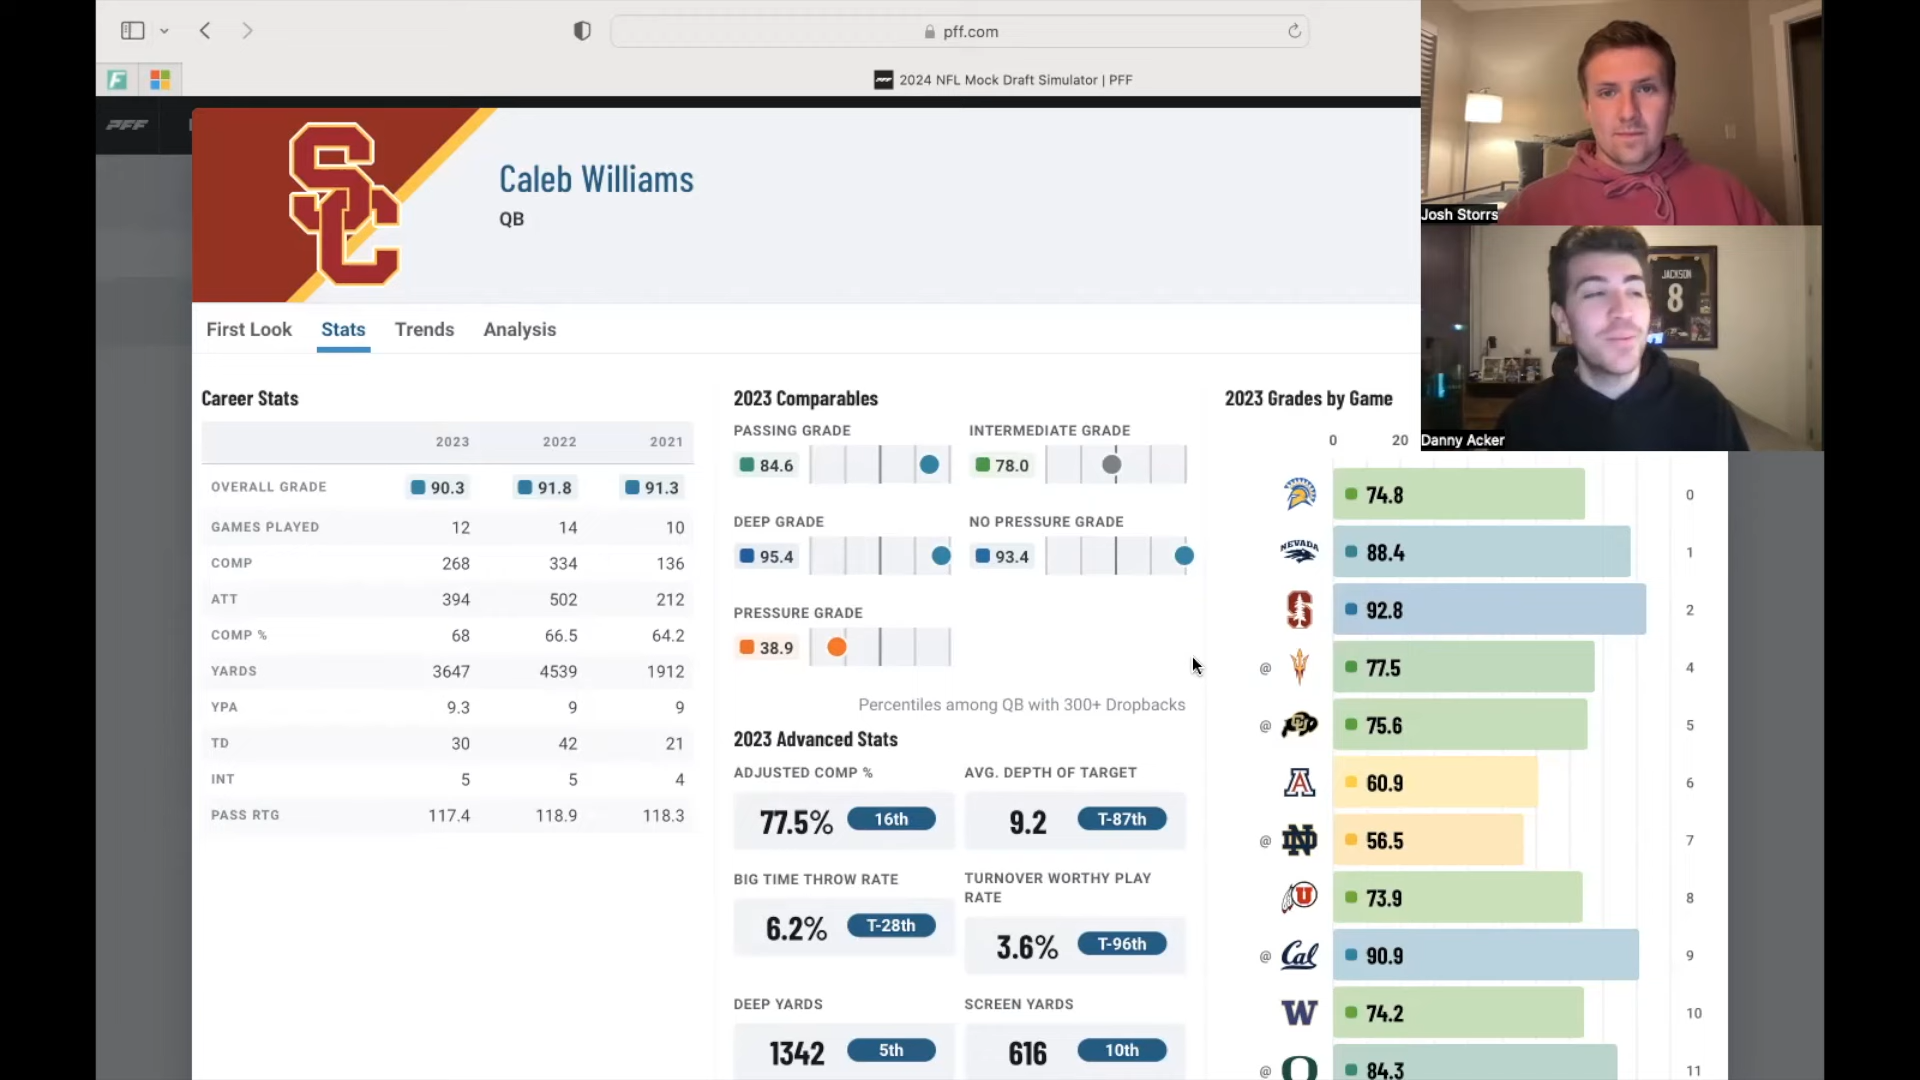 pff.com
2024 NFL Mock Draft Simulator | PFF
PFF
Caleb Williams
QB
First Look Stats Trends Analysis
Josh Storrs
JACKSON
8
Danny Acker
Career Stats
2023 2022 2021
OVERALL GRADE 90.3 91.8 91.3
GAMES PLAYED 12 14 10
COMP 268 334 136
ATT 394 502 212
COMP % 68 66.5 64.2
YARDS 3647 4539 1912
YPA 9.3 9 9
TD 30 42 21
INT 5 5 4
PASS RTG 117.4 118.9 118.3
2023 Comparables
PASSING GRADE INTERMEDIATE GRADE
84.6 78.0
DEEP GRADE NO PRESSURE GRADE
95.4 93.4
PRESSURE GRADE
38.9
Percentiles among QB with 300+ Dropbacks
2023 Advanced Stats
ADJUSTED COMP % AVG. DEPTH OF TARGET
77.5% 16th 9.2 T-87th
BIG TIME THROW RATE TURNOVER WORTHY PLAY
RATE
6.2% T-28th 3.6% T-96th
DEEP YARDS SCREEN YARDS
1342 5th 616 10th
2023 Grades by Game
0 20
74.8 0
NEVADA 88.4 1
S 92.8 2
@ 77.5 4
@ CU 75.6 5
A 60.9 6
@ ND 56.5 7
U 73.9 8
@ Cal 90.9 9
W 74.2 10
@ O 84.3 11
SC